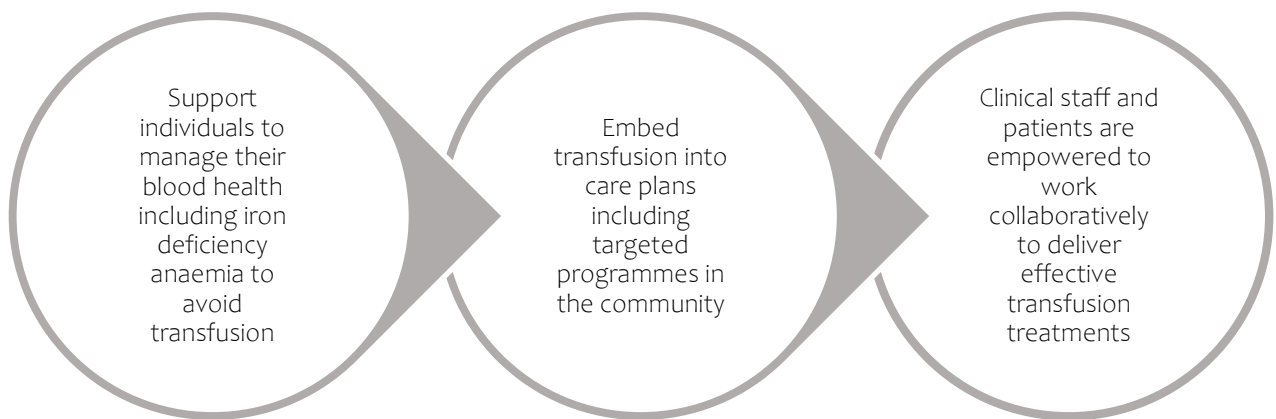 Support
individuals to
manage their
blood health
including iron
deficiency
anaemia to
avoid
transfusion
Embed
transfusion into
care plans
including
targeted
programmes in
the community
Clinical staff and
patients are
empowered to
work
collaboratively
to deliver
effective
transfusion
treatments